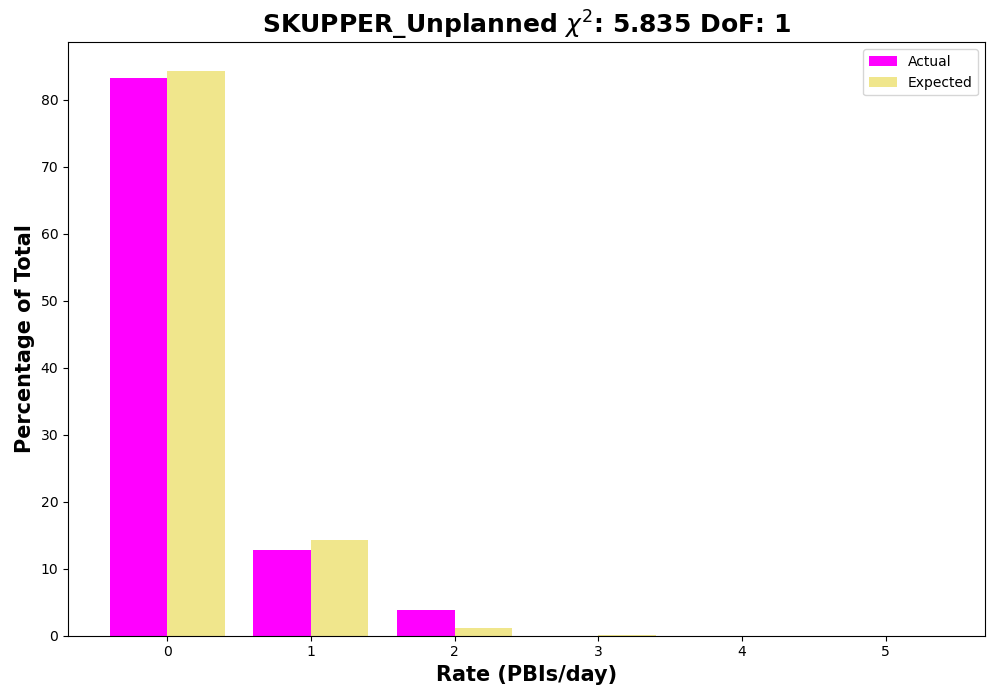 SKUPPER_Unplanned χ²: 5.835 DoF: 1
Actual
Expected
Percentage of Total
80
70
60
50
40
30
20
10
0
0 1 2 3 4 5
Rate (PBIs/day)